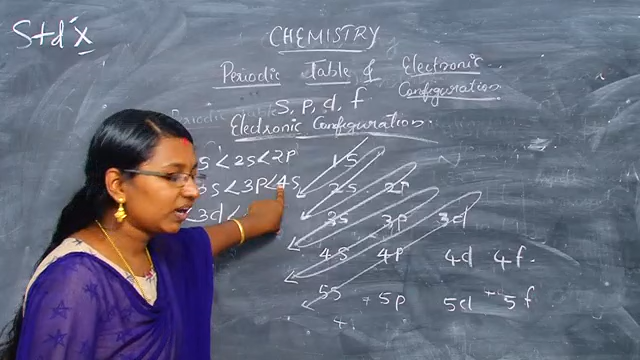 Std x
CHEMISTRY
Periodic Table & Electronic Configuration
s, p, d, f
Electronic Configuration
s < 2s < 2p
3s < 3p < 4s
< 3d <
1s
2s 2p
3s 3p 3d
4s 4p 4d 4f
5s 5p 5d 5f